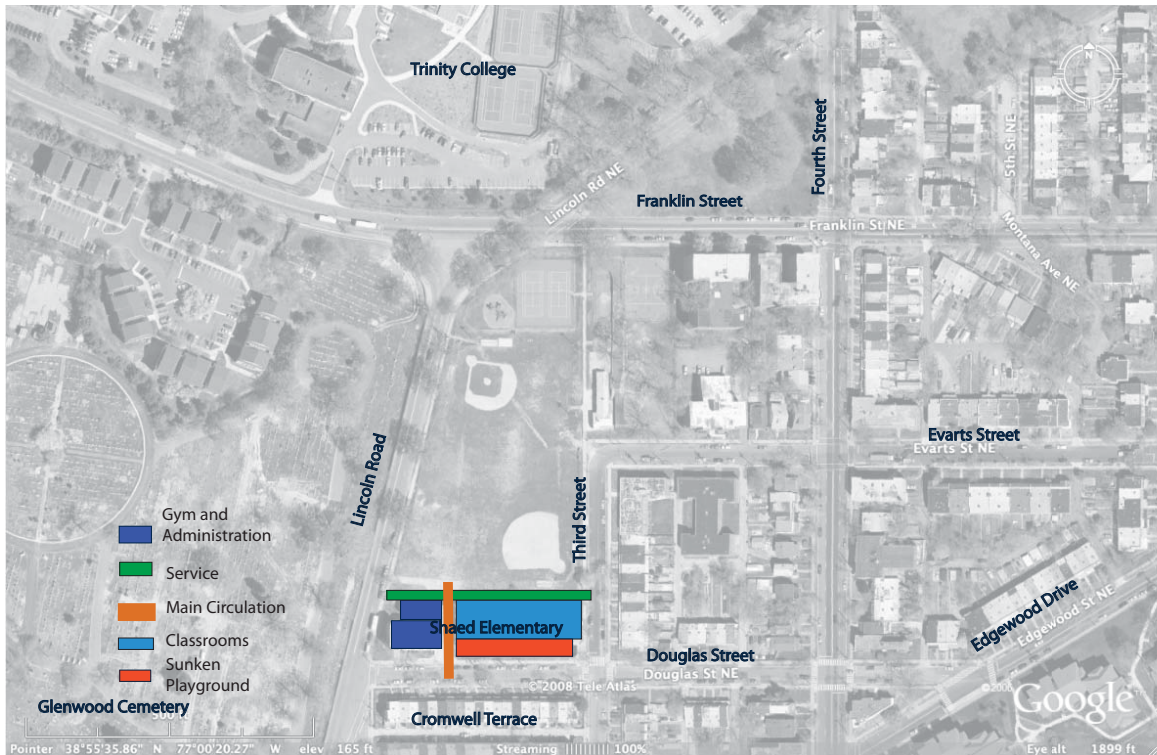 Trinity College
N
Fourth Street
5th St NE
Lincoln Rd NE
Franklin Street
Franklin St NE
Montana Ave NE
Lincoln Road
Third Street
Evarts Street
Evarts St NE
Gym and
Administration
Service
Main Circulation
Classrooms
Sunken
Playground
Shaed Elementary
Douglas Street
Douglas St NE
Edgewood Drive
Edgewood St NE
© 2008 Tele Atlas
Glenwood Cemetery
500 ft
Cromwell Terrace
Google
Pointer 38°55'35.86" N 77°00'20.27" W elev 165 ft
Streaming 100%
Eye alt 1899 ft